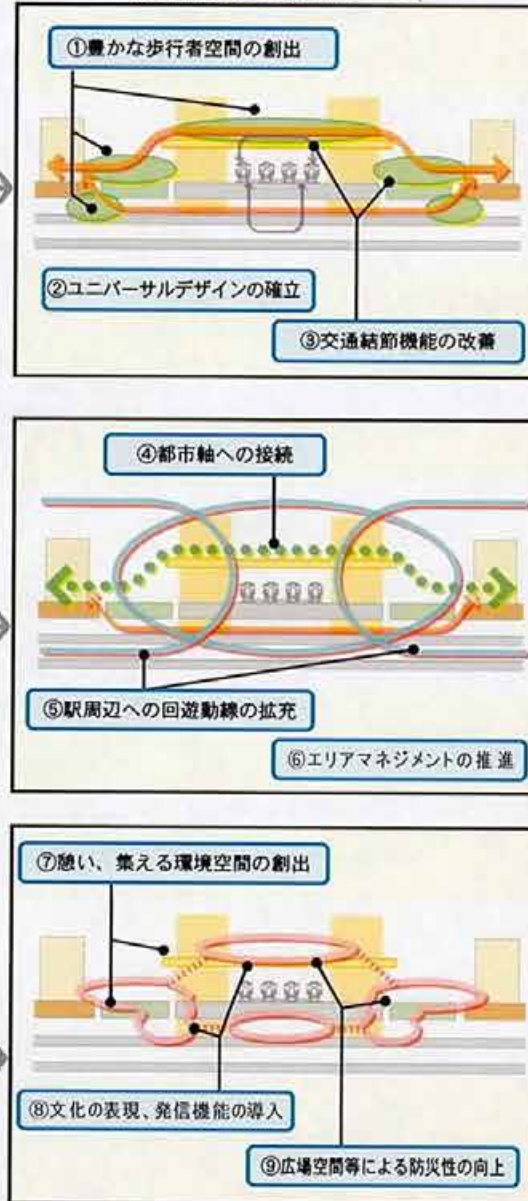 ①豊かな歩行者空間の創出
②ユニバーサルデザインの確立
③交通結節機能の改善
④都市軸への接続
⑤駅周辺への回遊動線の拡充
⑥エリアマネジメントの推進
⑦憩い、集える環境空間の創出
⑧文化の表現、発信機能の導入
⑨広場空間等による防災性の向上